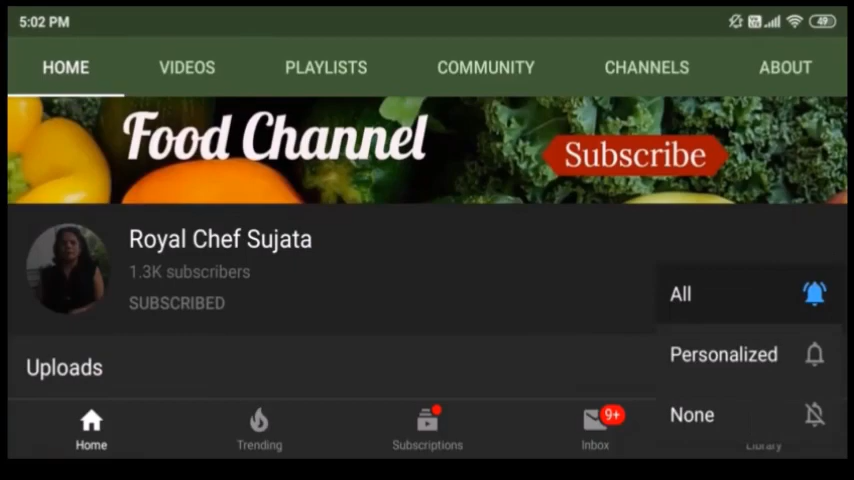 5:02 PM
49
HOME VIDEOS PLAYLISTS COMMUNITY CHANNELS ABOUT
Food Channel
Subscribe
Royal Chef Sujata
1.3K subscribers
SUBSCRIBED
All
Personalized
None
Uploads
9+
Home Trending Subscriptions Inbox Library